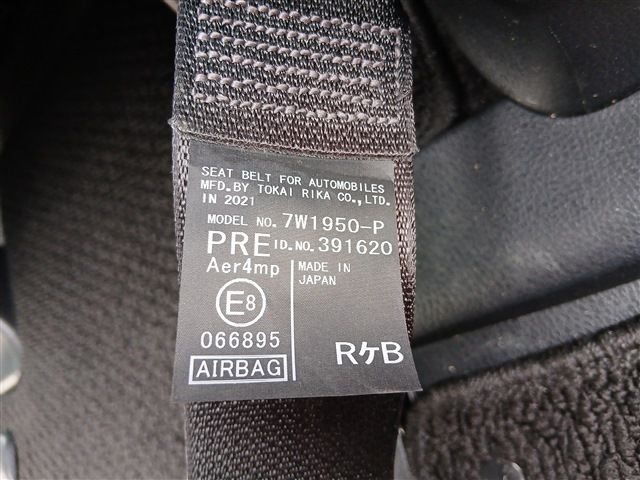 SEAT BELT FOR AUTOMOBILES
MFD.BY TOKAI RIKA CO.,LTD.
IN 2021
MODEL NO. 7W1950-P
PRE ID.NO. 391620
Aer4mp
MADE IN
JAPAN
E8
066895
AIRBAG
RケB